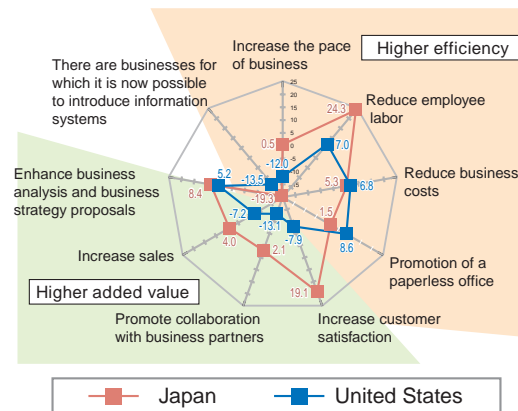 Increase the pace
of business
Higher efficiency
There are businesses for
which it is now possible
to introduce information
systems
25
20
15
10
5
0
-5
-10
-15
24.3
Reduce employee
labor
0.5
7.0
-12.0
-13.5
5.2
8.4
Enhance business
analysis and business
strategy proposals
-19.3
5.3
6.8
Reduce business
costs
-7.2
4.0
-13.1
2.1
-7.9
1.5
8.6
Increase sales
Promotion of a
paperless office
Higher added value
19.1
Promote collaboration
with business partners
Increase customer
satisfaction
Japan
United States